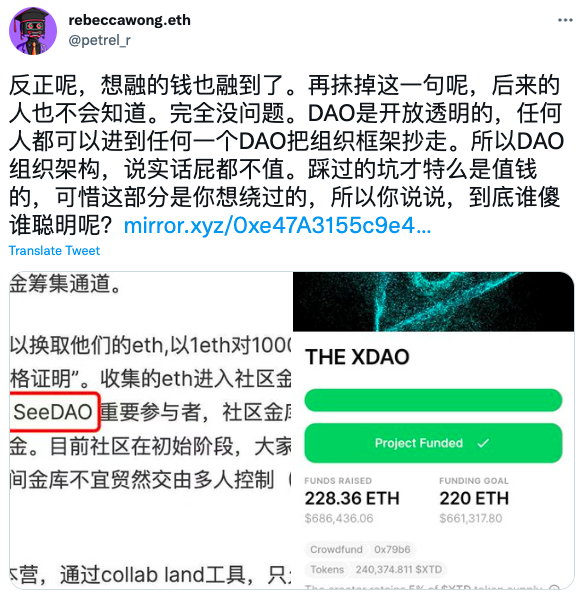 rebeccawong.eth
@petrel_r
反正呢，想融的钱也融到了。再抹掉这一句呢，后来的
人也不会知道。完全没问题。DAO是开放透明的，任何
人都可以进到任何一个DAO把组织框架抄走。所以DAO
组织架构，说实话屁都不值。踩过的坑才特么是值钱
的，可惜这部分是你想绕过的，所以你说说，到底谁傻
谁聪明呢？mirror.xyz/0xe47A3155c9e4...
Translate Tweet
金筹集通道。
以换取他们的eth,以1eth对100
格证明”。收集的eth进入社区金
SeeDAO 重要参与者，社区金库
金。目前社区在初始阶段，大家
间金库不宜贸然交由多人控制（
本营，通过collab land工具，只
THE XDAO
Project Funded
FUNDS RAISED FUNDING GOAL
228.36 ETH 220 ETH
$686,436.06 $661,317.80
Crowdfund 0x79b6
Tokens 240,374.811 $XTD
The creator retains 5% of $XTD token supply.